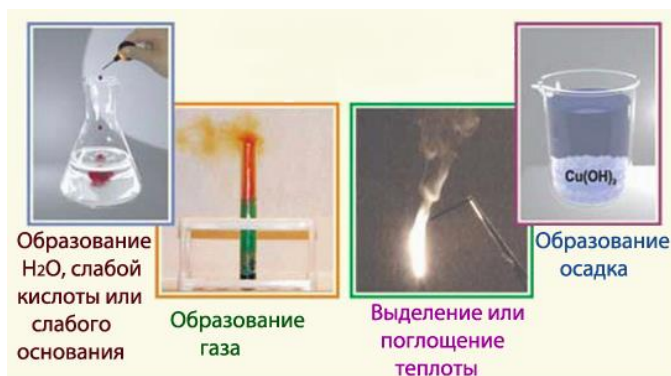 Cu(OH)₂
Образование
H2O, слабой
кислоты или
слабого
основания
Образование
газа
Выделение или
поглощение
теплоты
Образование
осадка